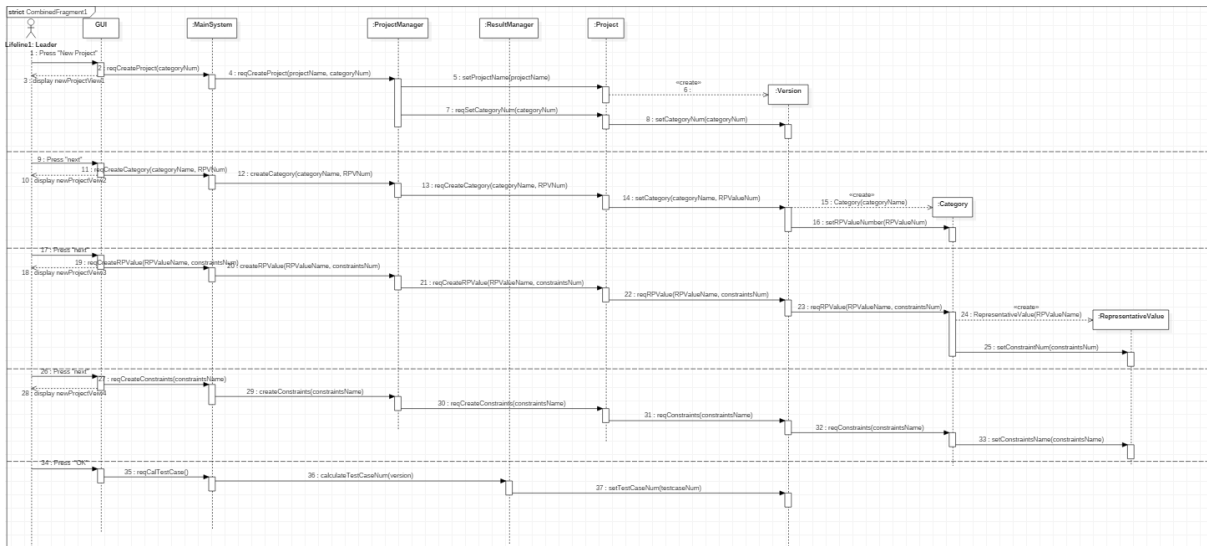 strict CombinedFragment1
Lifeline1: Leader
GUI
:MainSystem
:ProjectManager
:ResultManager
:Project
1 : Press "New Project"
2 : reqCreateProject(categoryNum)
3 : display newProjectView1
4 : reqCreateProject(projectName, categoryNum)
5 : setProjectName(projectName)
«create»
6 :
:Version
7 : reqSetCategoryNum(categoryNum)
8 : setCategoryNum(categoryNum)
9 : Press "next"
10 : display newProjectView2
11 : reqCreateCategory(categoryName, RPVNum)
12 : createCategory(categoryName, RPVNum)
13 : reqCreateCategory(categoryName, RPVNum)
14 : setCategory(categoryName, RPValueNum)
«create»
15 : Category(categoryName)
:Category
16 : setRPValueNumber(RPValueNum)
17 : Press "next"
18 : display newProjectView3
19 : reqCreateRPValue(RPValueName, constraintsNum)
20 : createRPValue(RPValueName, constraintsNum)
21 : reqCreateRPValue(RPValueName, constraintsNum)
22 : reqRPValue(RPValueName, constraintsNum)
23 : reqRPValue(RPValueName, constraintsNum)
«create»
24 : RepresentativeValue(RPValueName)
:RepresentativeValue
25 : setConstraintNum(constraintsNum)
26 : Press "next"
27 : reqCreateConstraints(constraintsName)
28 : display newProjectView4
29 : createConstraints(constraintsName)
30 : reqCreateConstraints(constraintsName)
31 : reqConstraints(constraintsName)
32 : reqConstraints(constraintsName)
33 : setConstraintsName(constraintsName)
34 : Press "OK"
35 : reqCalTestCase()
36 : calculateTestCaseNum(version)
37 : setTestCaseNum(testcaseNum)